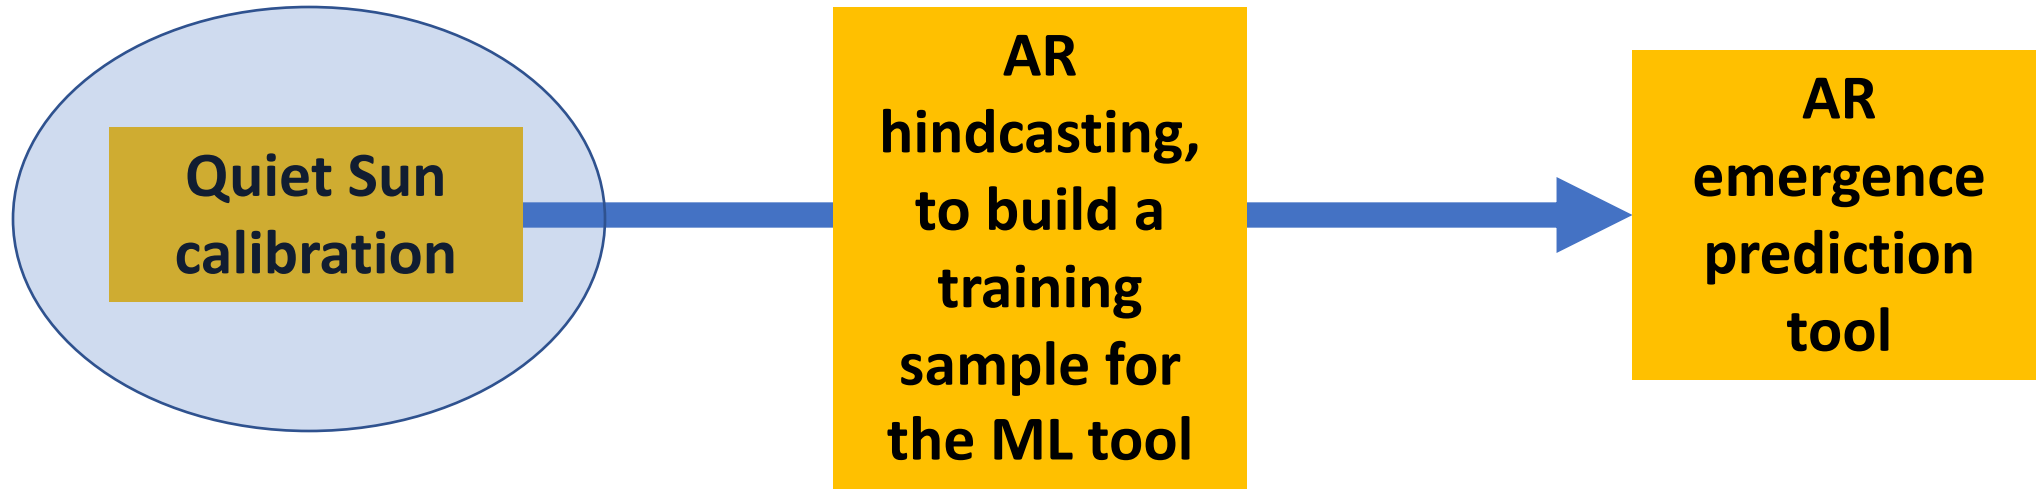 Quiet Sun
calibration
AR
hindcasting,
to build a
training
sample for
the ML tool
AR
emergence
prediction
tool